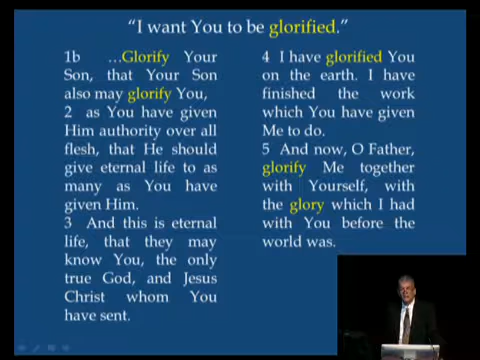 “I want You to be glorified.”
1b ...Glorify Your
Son, that Your Son
also may glorify You,
2 as You have given
Him authority over all
flesh, that He should
give eternal life to as
many as You have
given Him.
3 And this is eternal
life, that they may
know You, the only
true God, and Jesus
Christ whom You
have sent.
4 I have glorified You
on the earth. I have
finished the work
which You have given
Me to do.
5 And now, O Father,
glorify Me together
with Yourself, with
the glory which I had
with You before the
world was.